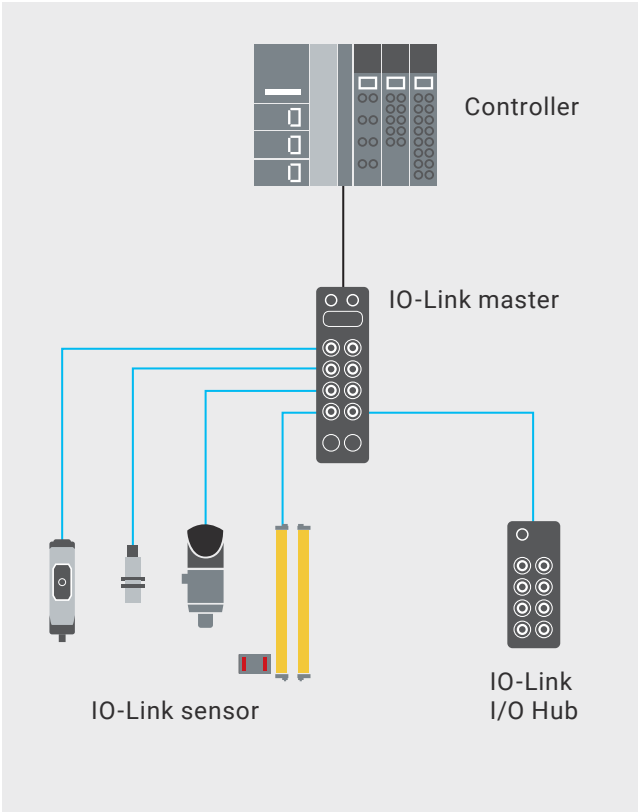 Controller
IO-Link master
IO-Link sensor
IO-Link
I/O Hub